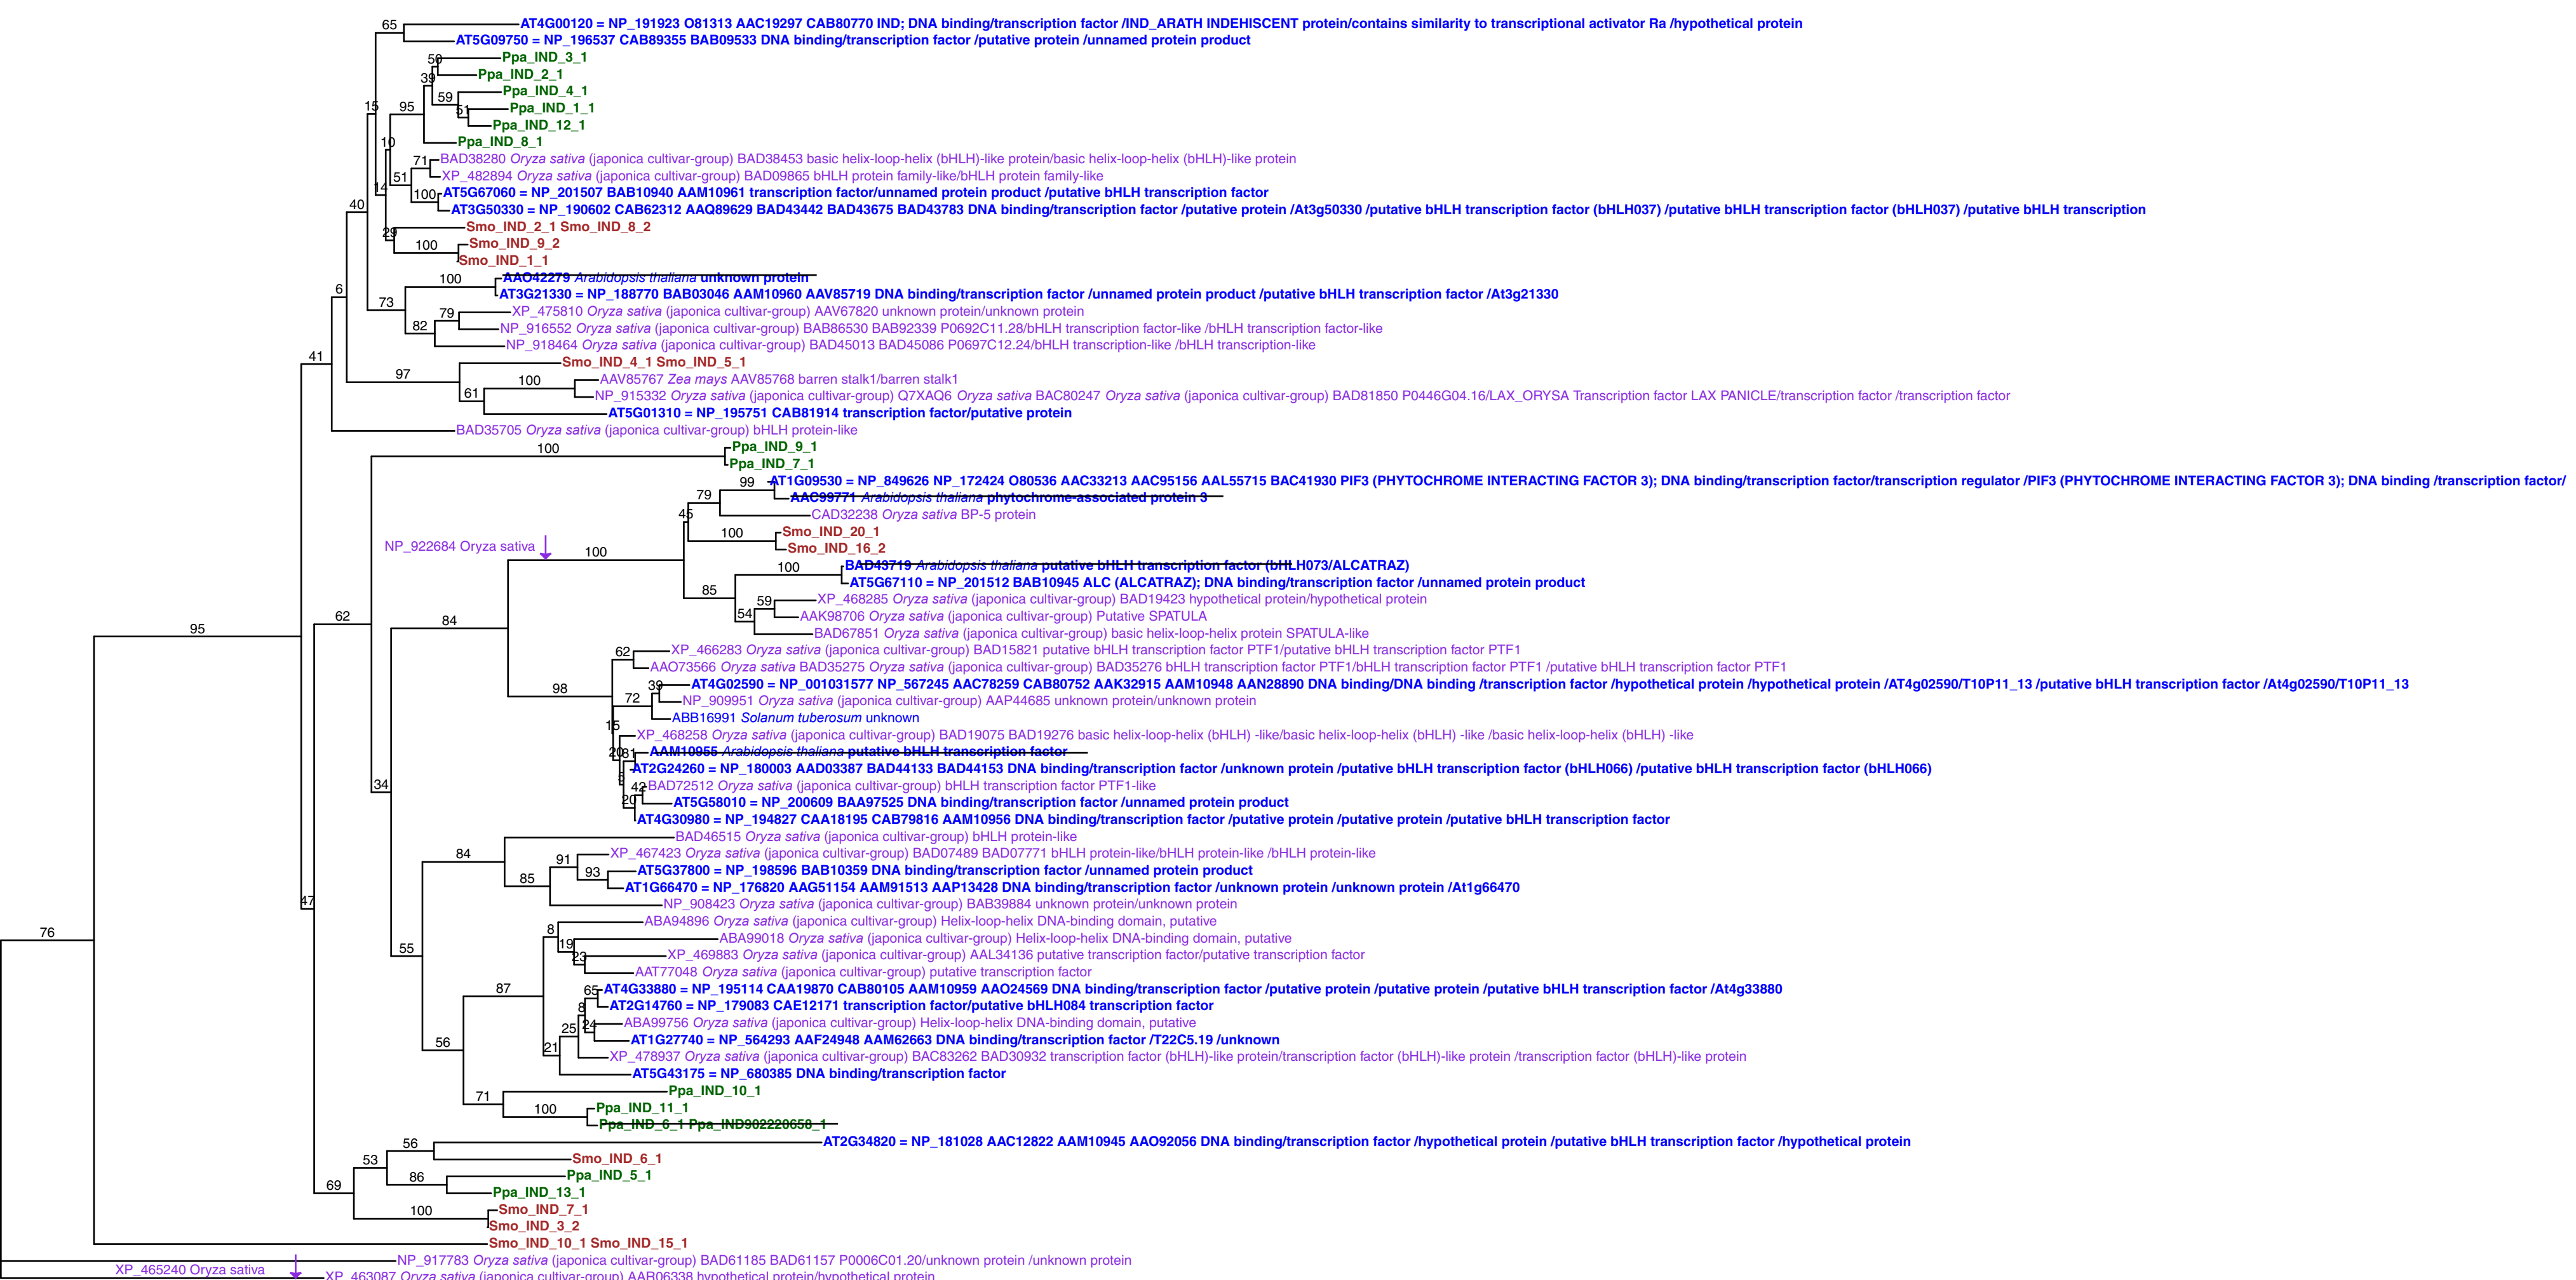 65
AT4G00120 = NP_191923 O81313 AAC19297 CAB80770 IND; DNA binding/transcription factor /IND_ARATH INDEHISCENT protein/contains similarity to transcriptional activator Ra /hypothetical protein
AT5G09750 = NP_196537 CAB89355 BAB09533 DNA binding/transcription factor /putative protein /unnamed protein product
50 Ppa_IND_3_1
39 Ppa_IND_2_1
59 Ppa_IND_4_1
15 95 51 Ppa_IND_1_1
Ppa_IND_12_1
10 Ppa_IND_8_1
71 BAD38280 Oryza sativa (japonica cultivar-group) BAD38453 basic helix-loop-helix (bHLH)-like protein/basic helix-loop-helix (bHLH)-like protein
51 XP_482894 Oryza sativa (japonica cultivar-group) BAD09865 bHLH protein family-like/bHLH protein family-like
14 100 AT5G67060 = NP_201507 BAB10940 AAM10961 transcription factor/unnamed protein product /putative bHLH transcription factor
40 AT3G50330 = NP_190602 CAB62312 AAQ89629 BAD43442 BAD43675 BAD43783 DNA binding/transcription factor /putative protein /At3g50330 /putative bHLH transcription factor (bHLH037) /putative bHLH transcription factor (bHLH037) /putative bHLH transcription
29 Smo_IND_2_1 Smo_IND_8_2
100 Smo_IND_9_2
Smo_IND_1_1
100 AAO42279 Arabidopsis thaliana unknown protein
6 AT3G21330 = NP_188770 BAB03046 AAM10960 AAV85719 DNA binding/transcription factor /unnamed protein product /putative bHLH transcription factor /At3g21330
73 79 XP_475810 Oryza sativa (japonica cultivar-group) AAV67820 unknown protein/unknown protein
82 NP_916552 Oryza sativa (japonica cultivar-group) BAB86530 BAB92339 P0692C11.28/bHLH transcription factor-like /bHLH transcription factor-like
NP_918464 Oryza sativa (japonica cultivar-group) BAD45013 BAD45086 P0697C12.24/bHLH transcription-like /bHLH transcription-like
41 Smo_IND_4_1 Smo_IND_5_1
97 100 AAV85767 Zea mays AAV85768 barren stalk1/barren stalk1
61 NP_915332 Oryza sativa (japonica cultivar-group) Q7XAQ6 Oryza sativa BAC80247 Oryza sativa (japonica cultivar-group) BAD81850 P0446G04.16/LAX_ORYSA Transcription factor LAX PANICLE/transcription factor /transcription factor
AT5G01310 = NP_195751 CAB81914 transcription factor/putative protein
BAD35705 Oryza sativa (japonica cultivar-group) bHLH protein-like
100 Ppa_IND_9_1
Ppa_IND_7_1
99 AT1G09530 = NP_849626 NP_172424 O80536 AAC33213 AAC95156 AAL55715 BAC41930 PIF3 (PHYTOCHROME INTERACTING FACTOR 3); DNA binding/transcription factor/transcription regulator /PIF3 (PHYTOCHROME INTERACTING FACTOR 3); DNA binding /transcription factor/
79 AAC99771 Arabidopsis thaliana phytochrome-associated protein 3
45 CAD32238 Oryza sativa BP-5 protein
100 Smo_IND_20_1
NP_922684 Oryza sativa 100 Smo_IND_16_2
100 BAD43719 Arabidopsis thaliana putative bHLH transcription factor (bHLH073/ALCATRAZ)
AT5G67110 = NP_201512 BAB10945 ALC (ALCATRAZ); DNA binding/transcription factor /unnamed protein product
85 59 XP_468285 Oryza sativa (japonica cultivar-group) BAD19423 hypothetical protein/hypothetical protein
62 84 54 AAK98706 Oryza sativa (japonica cultivar-group) Putative SPATULA
95 BAD67851 Oryza sativa (japonica cultivar-group) basic helix-loop-helix protein SPATULA-like
62 XP_466283 Oryza sativa (japonica cultivar-group) BAD15821 putative bHLH transcription factor PTF1/putative bHLH transcription factor PTF1
AAO73566 Oryza sativa BAD35275 Oryza sativa (japonica cultivar-group) BAD35276 bHLH transcription factor PTF1/bHLH transcription factor PTF1 /putative bHLH transcription factor PTF1
98 39 AT4G02590 = NP_001031577 NP_567245 AAC78259 CAB80752 AAK32915 AAM10948 AAN28890 DNA binding/DNA binding /transcription factor /hypothetical protein /hypothetical protein /AT4g02590/T10P11_13 /putative bHLH transcription factor /At4g02590/T10P11_13
72 NP_909951 Oryza sativa (japonica cultivar-group) AAP44685 unknown protein/unknown protein
15 ABB16991 Solanum tuberosum unknown
XP_468258 Oryza sativa (japonica cultivar-group) BAD19075 BAD19276 basic helix-loop-helix (bHLH) -like/basic helix-loop-helix (bHLH) -like /basic helix-loop-helix (bHLH) -like
20 81 AAM10955 Arabidopsis thaliana putative bHLH transcription factor
AT2G24260 = NP_180003 AAD03387 BAD44133 BAD44153 DNA binding/transcription factor /unknown protein /putative bHLH transcription factor (bHLH066) /putative bHLH transcription factor (bHLH066)
34 42 BAD72512 Oryza sativa (japonica cultivar-group) bHLH transcription factor PTF1-like
20 AT5G58010 = NP_200609 BAA97525 DNA binding/transcription factor /unnamed protein product
AT4G30980 = NP_194827 CAA18195 CAB79816 AAM10956 DNA binding/transcription factor /putative protein /putative protein /putative bHLH transcription factor
BAD46515 Oryza sativa (japonica cultivar-group) bHLH protein-like
84 91 XP_467423 Oryza sativa (japonica cultivar-group) BAD07489 BAD07771 bHLH protein-like/bHLH protein-like /bHLH protein-like
85 93 AT5G37800 = NP_198596 BAB10359 DNA binding/transcription factor /unnamed protein product
AT1G66470 = NP_176820 AAG51154 AAM91513 AAP13428 DNA binding/transcription factor /unknown protein /unknown protein /At1g66470
47 NP_908423 Oryza sativa (japonica cultivar-group) BAB39884 unknown protein/unknown protein
8 ABA94896 Oryza sativa (japonica cultivar-group) Helix-loop-helix DNA-binding domain, putative
76 55 19 ABA99018 Oryza sativa (japonica cultivar-group) Helix-loop-helix DNA-binding domain, putative
23 XP_469883 Oryza sativa (japonica cultivar-group) AAL34136 putative transcription factor/putative transcription factor
AAT77048 Oryza sativa (japonica cultivar-group) putative transcription factor
87 65 AT4G33880 = NP_195114 CAA19870 CAB80105 AAM10959 AAO24569 DNA binding/transcription factor /putative protein /putative protein /putative bHLH transcription factor /At4g33880
8 AT2G14760 = NP_179083 CAE12171 transcription factor/putative bHLH084 transcription factor
25 24 ABA99756 Oryza sativa (japonica cultivar-group) Helix-loop-helix DNA-binding domain, putative
56 21 AT1G27740 = NP_564293 AAF24948 AAM62663 DNA binding/transcription factor /T22C5.19 /unknown
XP_478937 Oryza sativa (japonica cultivar-group) BAC83262 BAD30932 transcription factor (bHLH)-like protein/transcription factor (bHLH)-like protein /transcription factor (bHLH)-like protein
AT5G43175 = NP_680385 DNA binding/transcription factor
71 Ppa_IND_10_1
100 Ppa_IND_11_1
Ppa_IND_6_1 Ppa_IND902220658_1
56 AT2G34820 = NP_181028 AAC12822 AAM10945 AAO92056 DNA binding/transcription factor /hypothetical protein /putative bHLH transcription factor /hypothetical protein
53 Smo_IND_6_1
86 Ppa_IND_5_1
69 Ppa_IND_13_1
100 Smo_IND_7_1
Smo_IND_3_2
Smo_IND_10_1 Smo_IND_15_1
NP_917783 Oryza sativa (japonica cultivar-group) BAD61185 BAD61157 P0006C01.20/unknown protein /unknown protein
XP_465240 Oryza sativa
XP_463087 Oryza sativa (japonica cultivar-group) AAR06338 hypothetical protein/hypothetical protein